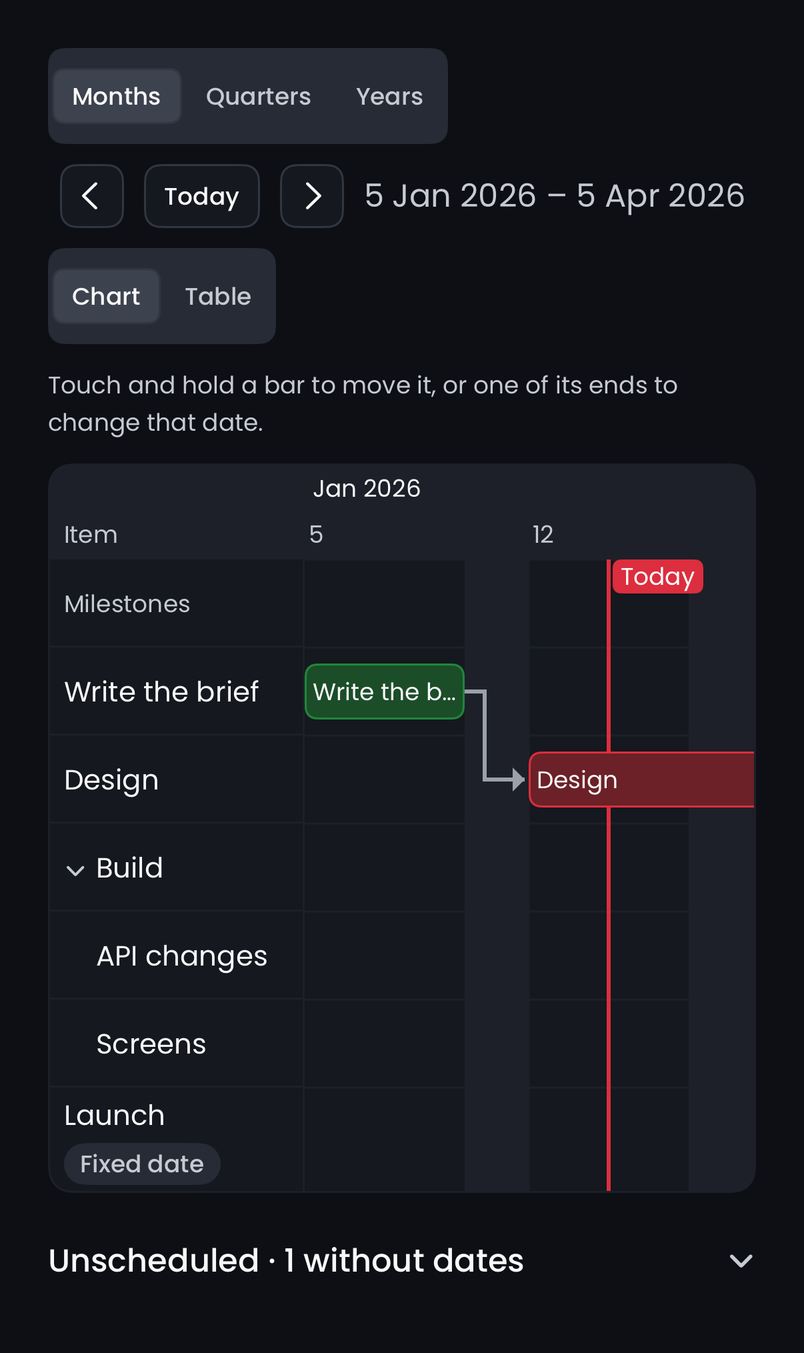 Months Quarters Years
Today 5 Jan 2026 – 5 Apr 2026
Chart Table
Touch and hold a bar to move it, or one of its ends to
change that date.
Jan 2026
Item 5 12
Today
Milestones
Write the brief Write the b...
Design Design
Build
API changes
Screens
Launch
Fixed date
Unscheduled · 1 without dates